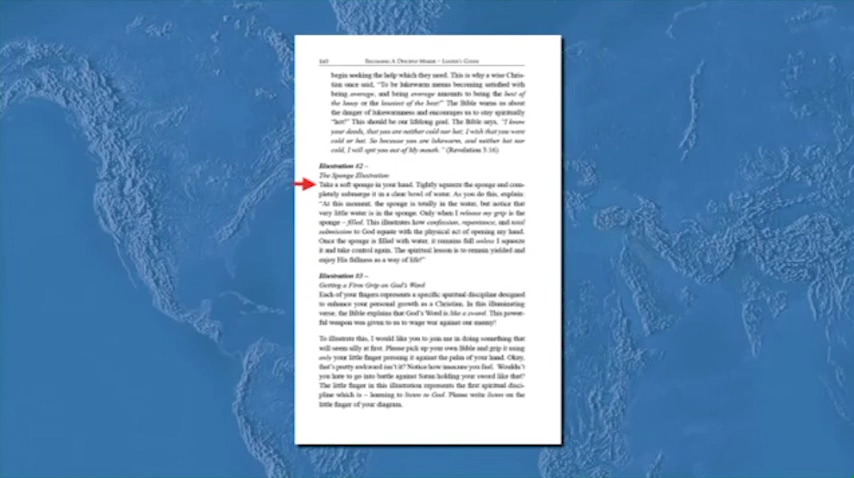 160 BECOMING A DISCIPLE MAKER – LEADER'S GUIDE
begin seeking the help which they need. This is why a wise Chris-
tian once said, "To be lukewarm means becoming satisfied with
being average, and being average amounts to being the best of
the lousy or the lousiest of the best!" The Bible warns us about
the danger of lukewarmness and encourages us to stay spiritually
"hot!" This should be our lifelong goal. The Bible says, "I know
your deeds, that you are neither cold nor hot; I wish that you were
cold or hot. So because you are lukewarm, and neither hot nor
cold, I will spit you out of My mouth." (Revelation 3:16)
Illustration #2 –
The Sponge Illustration
Take a soft sponge in your hand. Tightly squeeze the sponge and com-
pletely submerge it in a clear bowl of water. As you do this, explain,
"At this moment, the sponge is totally in the water, but notice that
very little water is in the sponge. Only when I release my grip is the
sponge – filled. This illustrates how confession, repentance, and total
submission to God equate with the physical act of opening my hand.
Once the sponge is filled with water, it remains full unless I squeeze
it and take control again. The spiritual lesson is to remain yielded and
enjoy His fullness as a way of life!"
Illustration #3 –
Getting a Firm Grip on God's Word
Each of your fingers represents a specific spiritual discipline designed
to enhance your personal growth as a Christian. In this illuminating
verse, the Bible explains that God's Word is like a sword. This power-
ful weapon was given to us to wage war against our enemy!
To illustrate this, I would like you to join me in doing something that
will seem silly at first. Please pick up your own Bible and grip it using
only your little finger pressing it against the palm of your hand. Okay,
that's pretty awkward isn't it? Notice how insecure you feel. Wouldn't
you hate to go into battle against Satan holding your sword like that?
The little finger in this illustration represents the first spiritual disci-
pline which is – learning to listen to God. Please write listen on the
little finger of your diagram.